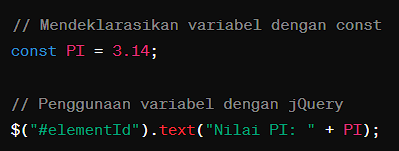 // Mendeklarasikan variabel dengan const
const PI = 3.14;
// Penggunaan variabel dengan jQuery
$("#elementId").text("Nilai PI: " + PI);